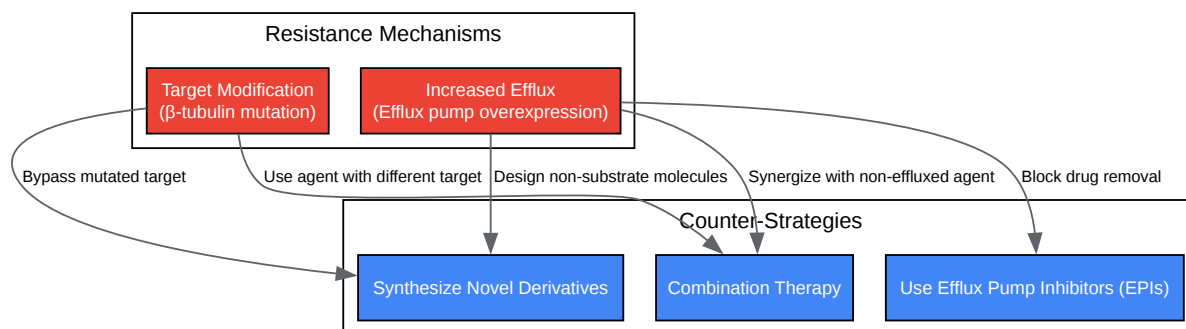 Resistance Mechanisms
Target Modification
(β-tubulin mutation)
Increased Efflux
(Efflux pump overexpression)
Bypass mutated target
Use agent with different target
Design non-substrate molecules
Synergize with non-effluxed agent
Block drug removal
Counter-Strategies
Synthesize Novel Derivatives
Combination Therapy
Use Efflux Pump Inhibitors (EPIs)